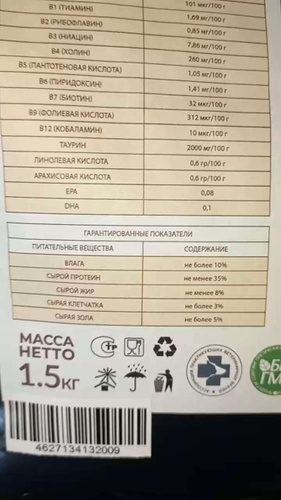 В1 (ТИАМИН) 101 мкг/100 г
В2 (РИБОФЛАВИН) 1,69 мг/100 г
В3 (НИАЦИН) 0,85 мг/100 г
В4 (ХОЛИН) 7,86 мг/100 г
В5 (ПАНТОТЕНОВАЯ КИСЛОТА) 260 мг/100 г
В6 (ПИРИДОКСИН) 1,05 мг/100 г
В7 (БИОТИН) 1,41 мг/100 г
В9 (ФОЛИЕВАЯ КИСЛОТА) 32 мкг/100 г
В12 (КОБАЛАМИН) 312 мкг/100 г
ТАУРИН 10 мкг/100 г
ЛИНОЛЕВАЯ КИСЛОТА 2000 мг/100 г
АРАХИСОВАЯ КИСЛОТА 0,6 гр/100 г
EPA 0,6 гр/100 г
DHA 0,08
0,1
ГАРАНТИРОВАННЫЕ ПОКАЗАТЕЛИ
ПИТАТЕЛЬНЫЕ ВЕЩЕСТВА СОДЕРЖАНИЕ
ВЛАГА не более 10%
СЫРОЙ ПРОТЕИН не менее 35%
СЫРОЙ ЖИР не менее 8%
СЫРАЯ КЛЕТЧАТКА не более 3%
СЫРАЯ ЗОЛА не более 5%
МАССА
НЕТТО
1.5КГ
4627134132009